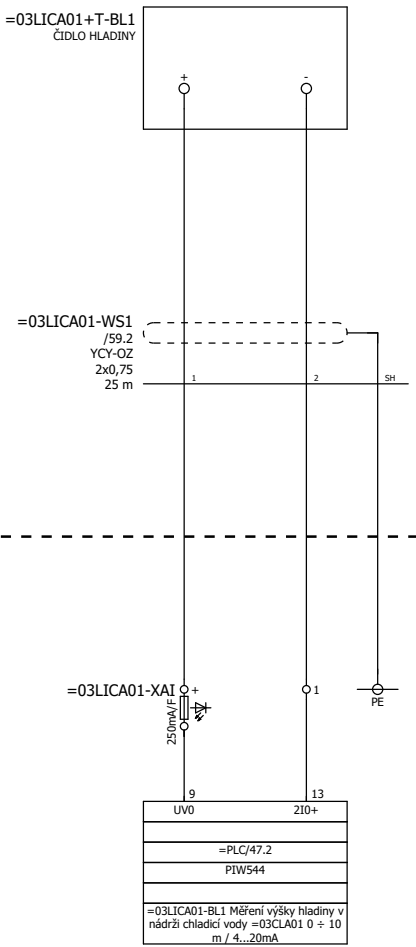 =03LICA01+T-BL1
ČIDLO HLADINY
+
-
=03LICA01-WS1
/59.2
YCY-OZ
2x0,75
25 m
1
2
SH
=03LICA01-XAI
+
1
250mA/F
PE
9
13
UV0
2I0+
=PLC/47.2
PIW544
=03LICA01-BL1 Měření výšky hladiny v
nádrži chladicí vody =03CLA01 0 ÷ 10
m / 4...20mA